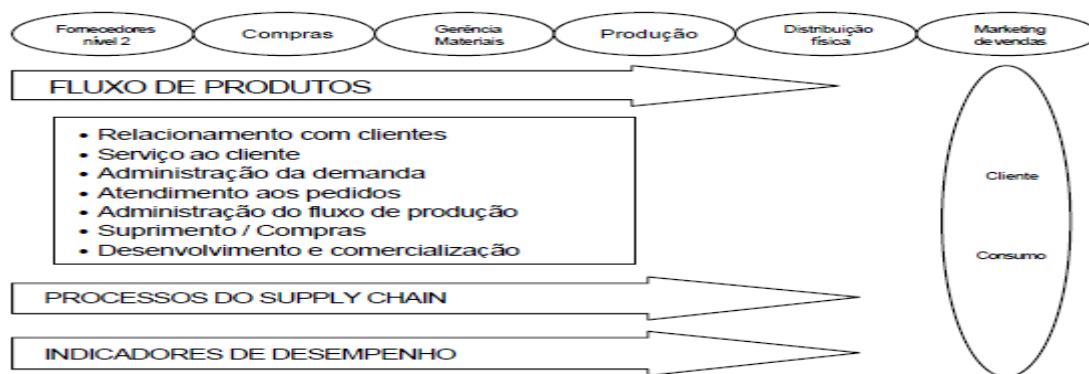 Fornecedores
nível 2
Compras
Gerência
Materiais
Produção
Distribuição
física
Marketing
de vendas
FLUXO DE PRODUTOS
• Relacionamento com clientes
• Serviço ao cliente
• Administração da demanda
• Atendimento aos pedidos
• Administração do fluxo de produção
• Suprimento / Compras
• Desenvolvimento e comercialização
Cliente
Consumo
PROCESSOS DO SUPPLY CHAIN
INDICADORES DE DESEMPENHO